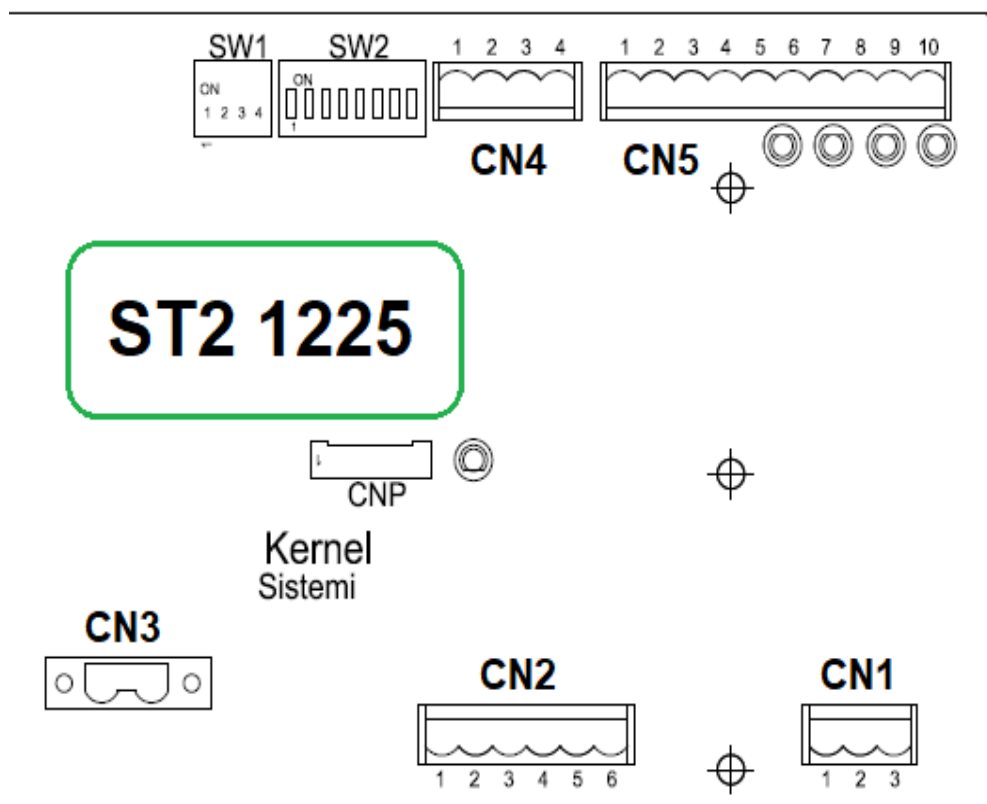 SW1 SW2 1 2 3 4 1 2 3 4 5 6 7 8 9 10
ON ON
1 2 3 4 1
CN4 CN5
ST2 1225
1
CNP
Kernel
Sistemi
CN3
CN2 CN1
1 2 3 4 5 6 1 2 3